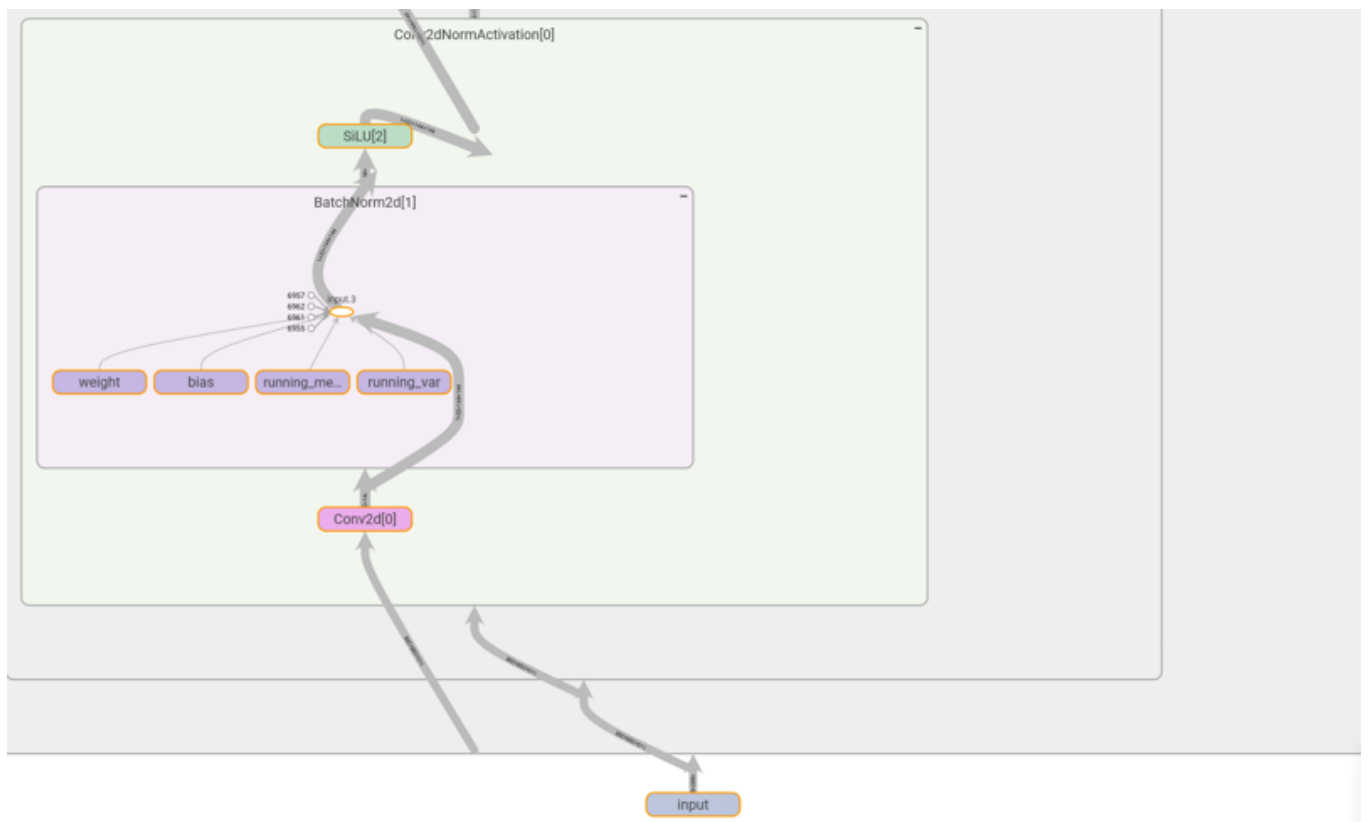 Conv2dNormActivation[0]
SiLU[2]
BatchNorm2d[1]
input.3
6957
6962
6961
6955
weight
bias
running_me...
running_var
Conv2d[0]
input